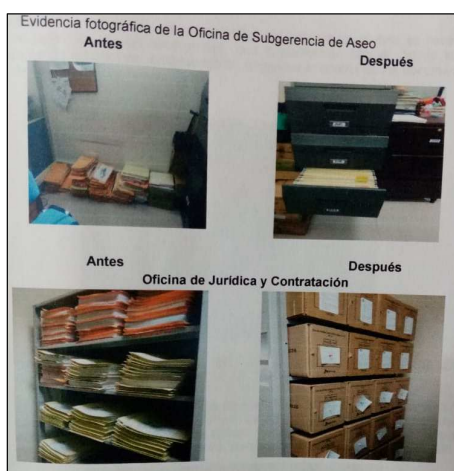 Evidencia fotográfica de la Oficina de Subgerencia de Aseo
Antes
Después
Antes
Después
Oficina de Jurídica y Contratación